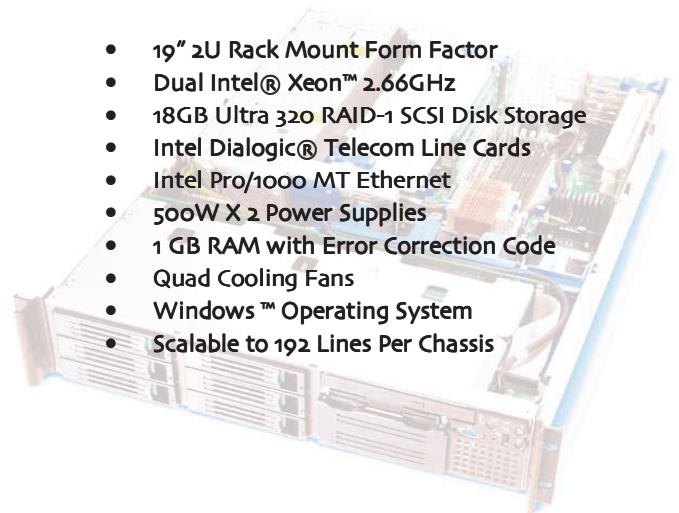 • 19” 2U Rack Mount Form Factor
• Dual Intel® Xeon™ 2.66GHz
• 18GB Ultra 320 RAID-1 SCSI Disk Storage
• Intel Dialogic® Telecom Line Cards
• Intel Pro/1000 MT Ethernet
• 500W X 2 Power Supplies
• 1 GB RAM with Error Correction Code
• Quad Cooling Fans
• Windows ™ Operating System
• Scalable to 192 Lines Per Chassis